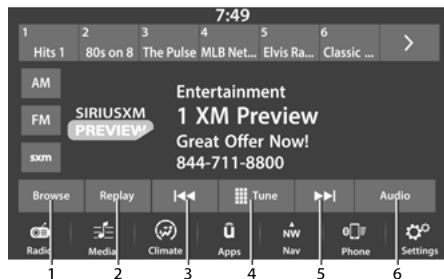 7:49
1 2 3 4 5 6
Hits 1 80s on 8 The Pulse MLB Net... Elvis Ra... Classic ...
AM
FM
sxm
SIRIUSXM
PREVIEW
Entertainment
1 XM Preview
Great Offer Now!
844-711-8800
Browse Replay Tune Audio
Radio Media Climate Apps Nav Phone Settings
û NW
1 2 3 4 5 6